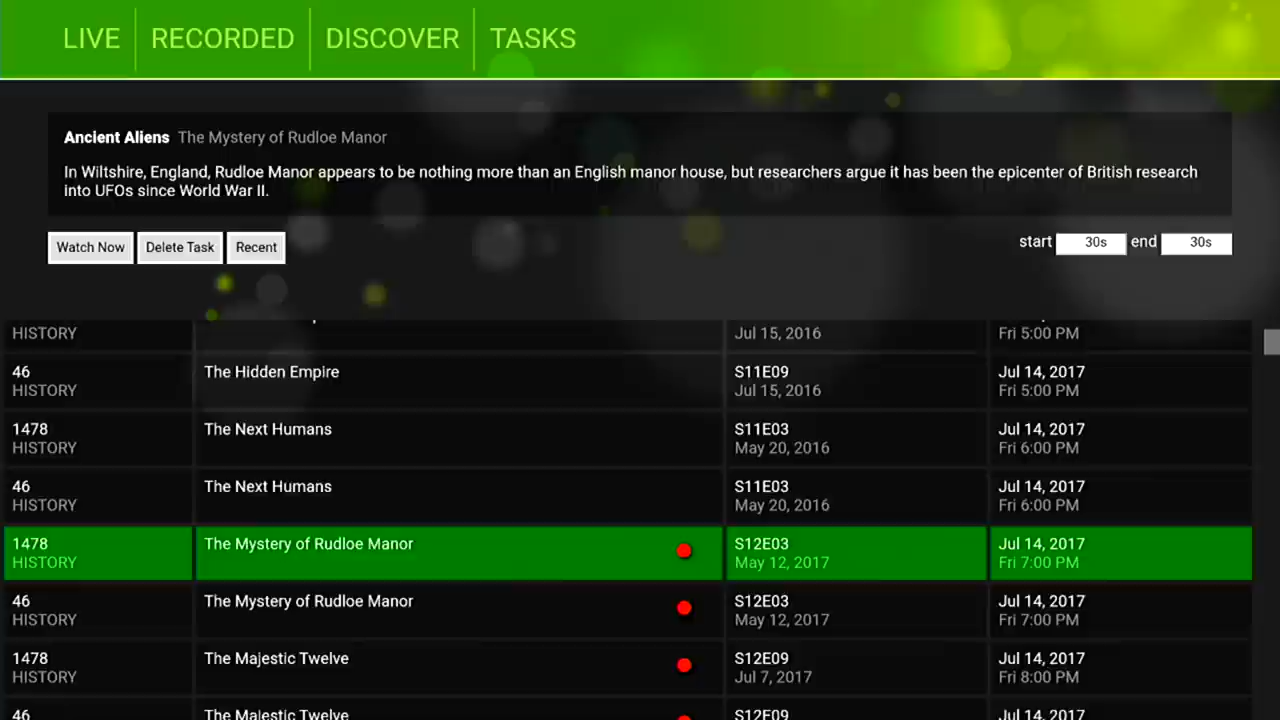 LIVE RECORDED DISCOVER TASKS
Ancient Aliens The Mystery of Rudloe Manor
In Wiltshire, England, Rudloe Manor appears to be nothing more than an English manor house, but researchers argue it has been the epicenter of British research
into UFOs since World War II.
Watch Now Delete Task Recent start 30s end 30s
HISTORY Jul 15, 2016 Fri 5:00 PM
46 The Hidden Empire S11E09 Jul 14, 2017
HISTORY Jul 15, 2016 Fri 5:00 PM
1478 The Next Humans S11E03 Jul 14, 2017
HISTORY May 20, 2016 Fri 6:00 PM
46 The Next Humans S11E03 Jul 14, 2017
HISTORY May 20, 2016 Fri 6:00 PM
1478 The Mystery of Rudloe Manor S12E03 Jul 14, 2017
HISTORY May 12, 2017 Fri 7:00 PM
46 The Mystery of Rudloe Manor S12E03 Jul 14, 2017
HISTORY May 12, 2017 Fri 7:00 PM
1478 The Majestic Twelve S12E09 Jul 14, 2017
HISTORY Jul 7, 2017 Fri 8:00 PM
46 The Majestic Twelve S12E09 Jul 14, 2017